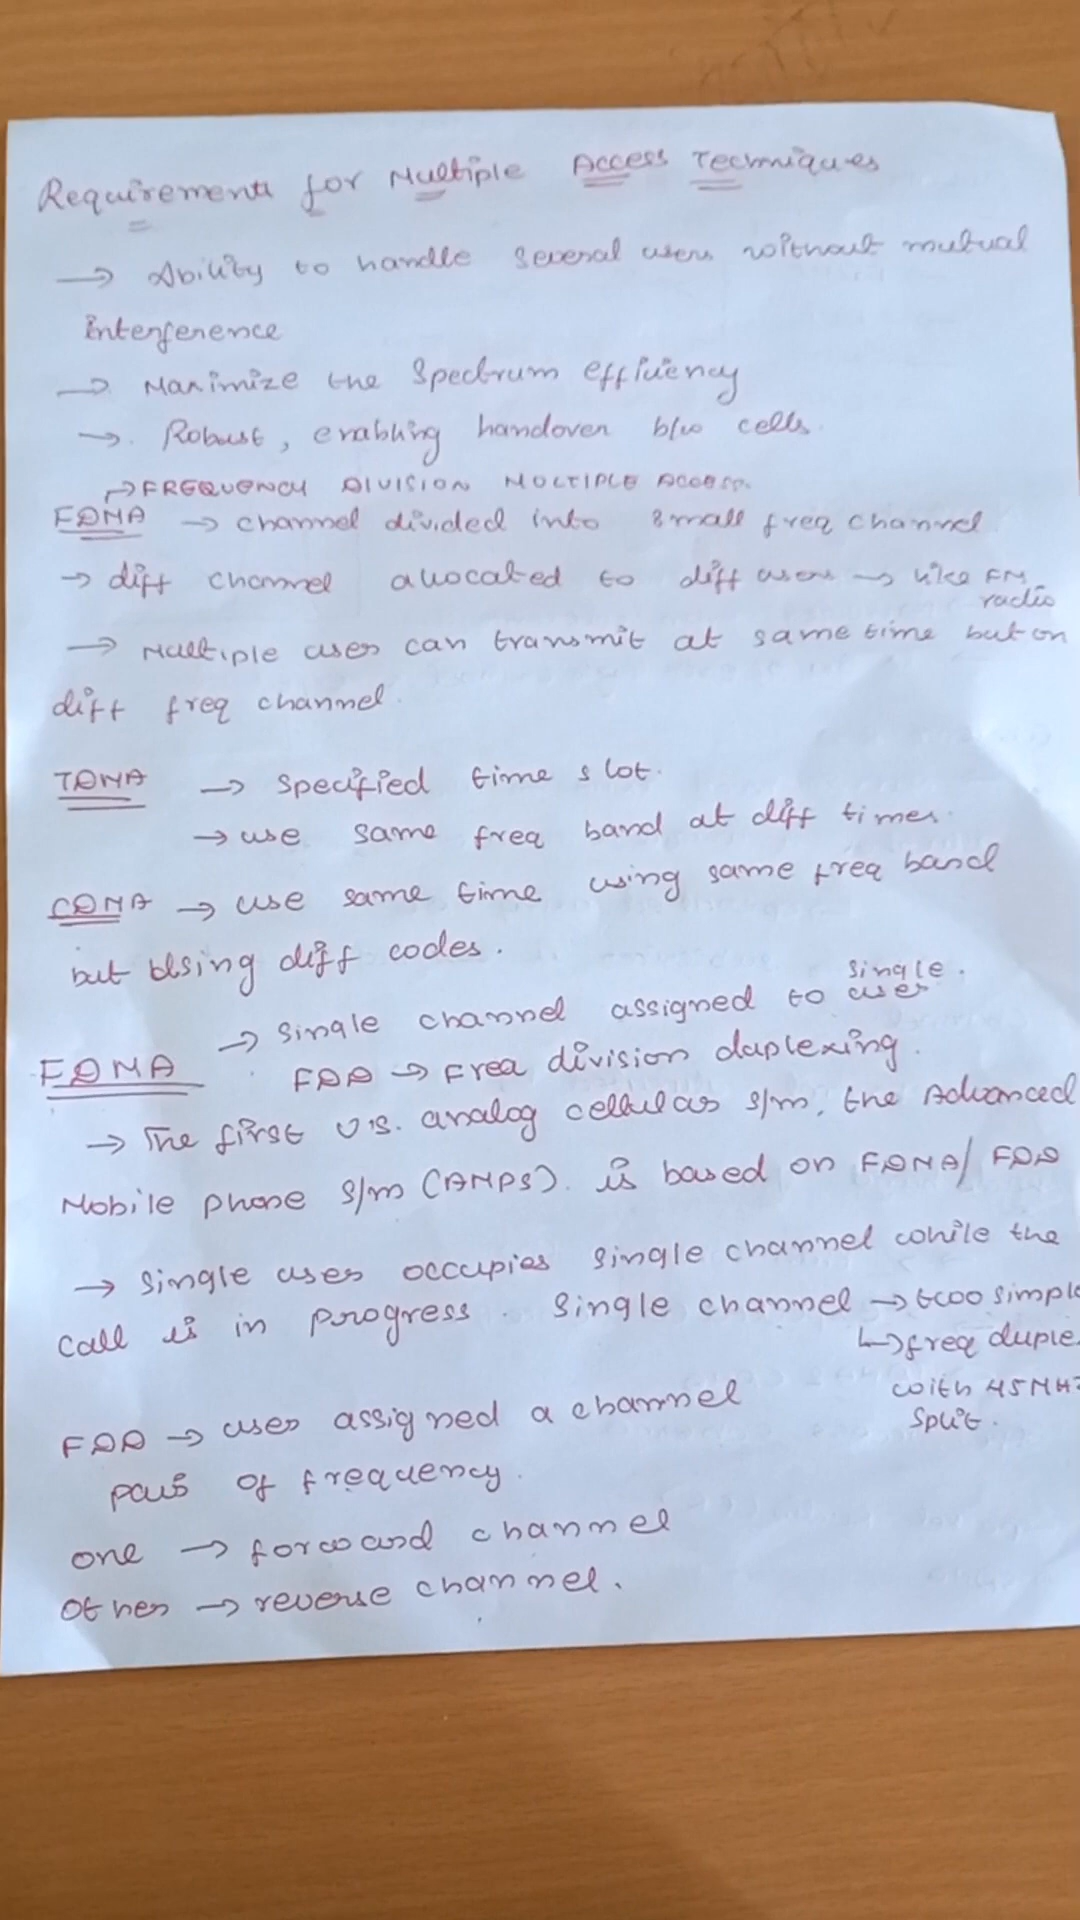 Requirements for Multiple Access Techniques
→ Ability to handle several users without mutual
interference
→ Maximize the Spectrum efficiency
→ Robust, enabling handover b/w cells.
→ FREQUENCY DIVISION MULTIPLE ACCESS.
FDMA → channel divided into small freq channel
→ diff channel allocated to diff users → like FM
radio
→ Multiple user can transmit at same time but on
diff freq channel.
TDMA → specified time slot.
→ use same freq band at diff times.
CDMA → use same time using same freq band
but using diff codes.
single.
→ single channel assigned to user
FDMA
FDD → Freq division duplexing.
→ The first U.S. analog cellular s/m, the Advanced
Mobile phone s/m (AMPS). is based on FDMA/FDD
→ single user occupies single channel while the
call is in progress. Single channel → two simple
↳ freq duple
with 45MHz
split.
FDD → user assigned a channel
pair of frequency.
one → forward channel
other → reverse channel.